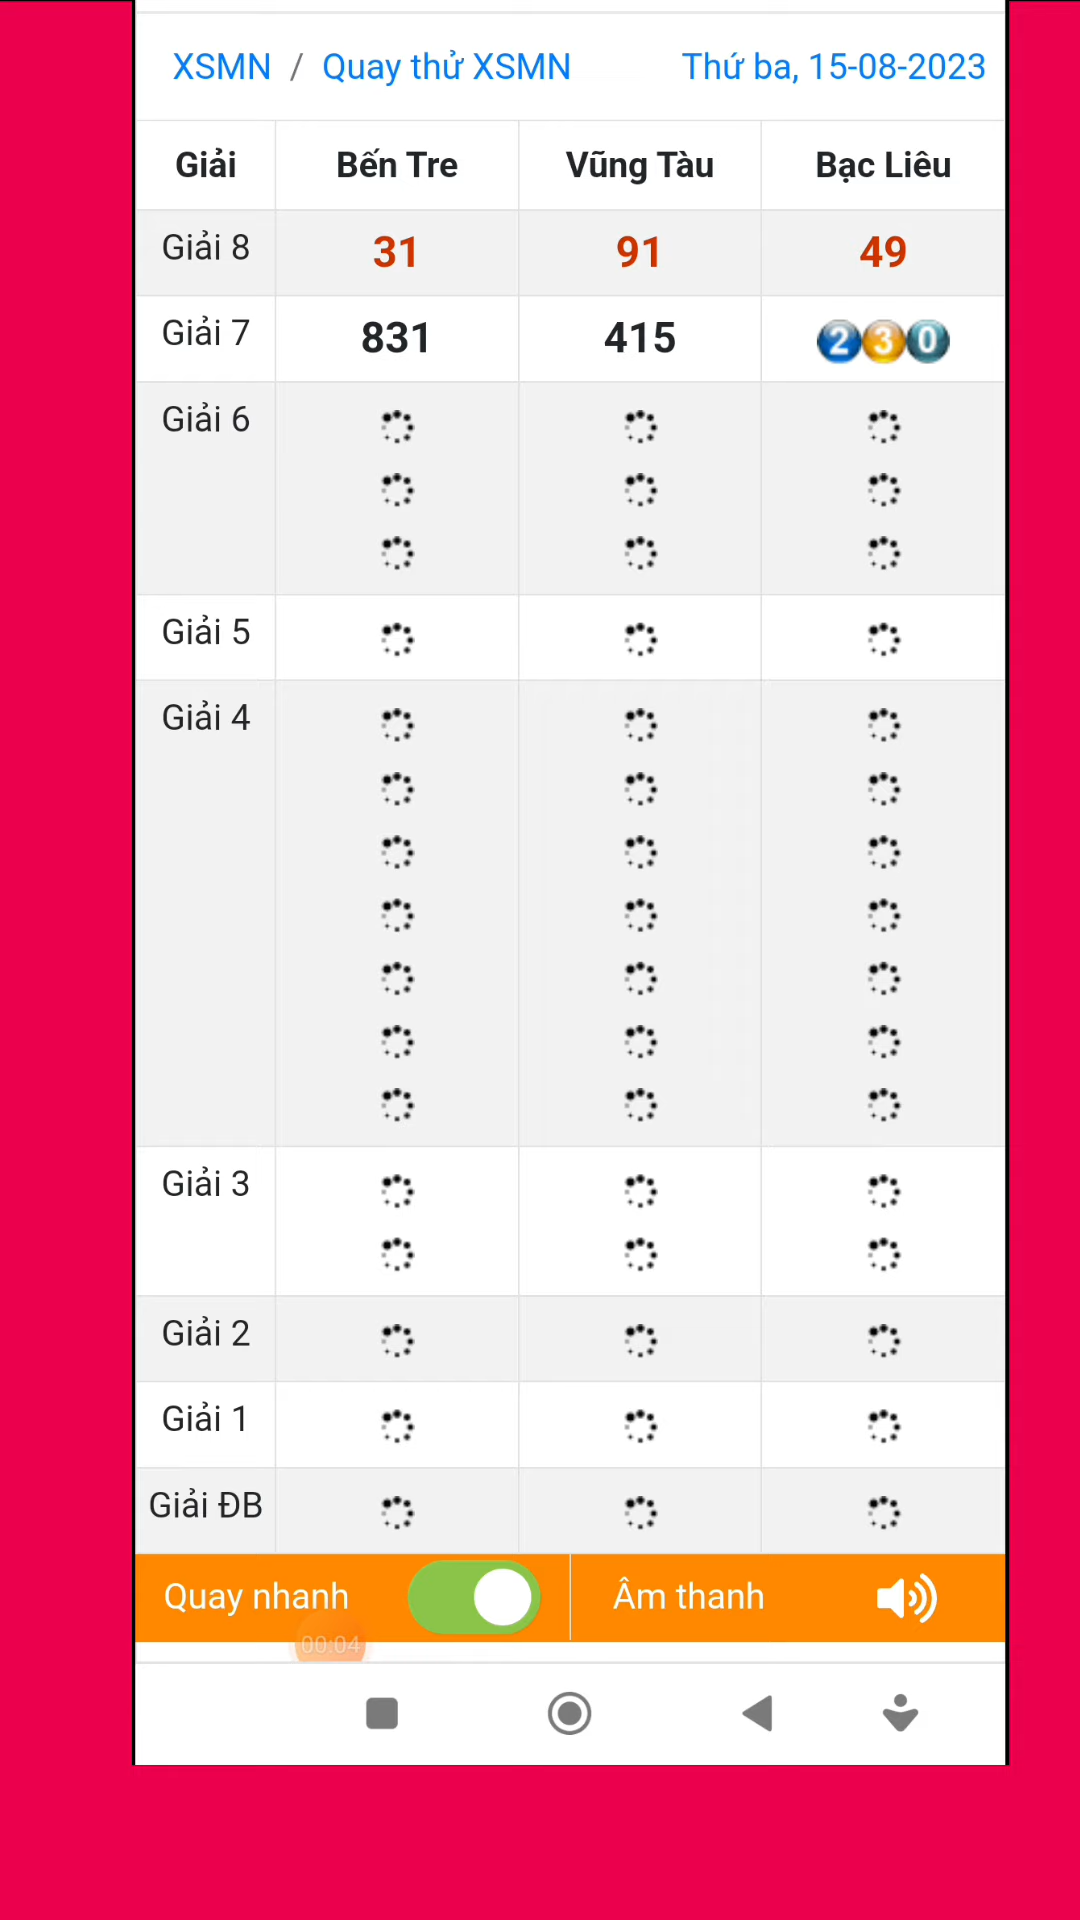 XSMN / Quay thử XSMN Thứ ba, 15-08-2023
Giải Bến Tre Vũng Tàu Bạc Liêu
Giải 8 31 91 49
Giải 7 831 415 230
Giải 6
Giải 5
Giải 4
Giải 3
Giải 2
Giải 1
Giải ĐB
Quay nhanh Âm thanh
00:04